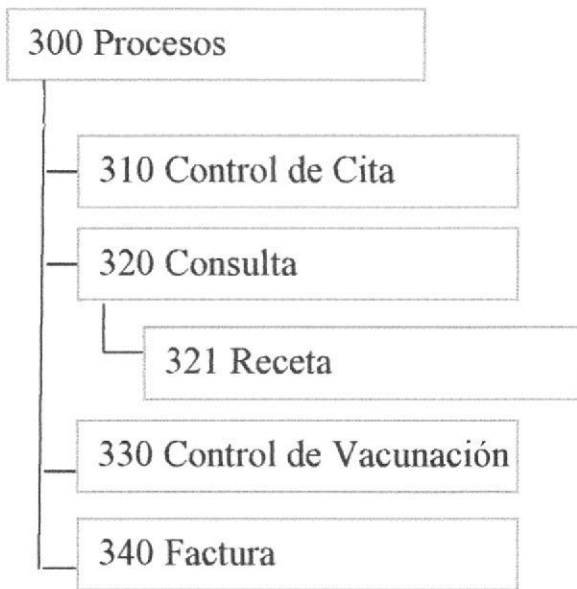 300 Procesos
310 Control de Cita
320 Consulta
321 Receta
330 Control de Vacunación
340 Factura